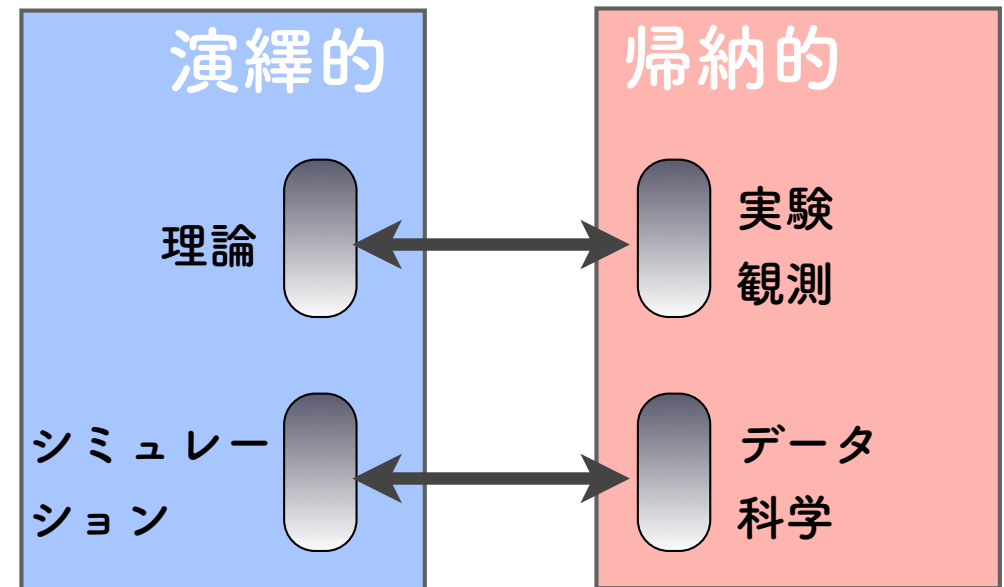 演繹的
帰納的
理論
実験
観測
シミュレー
ション
データ
科学